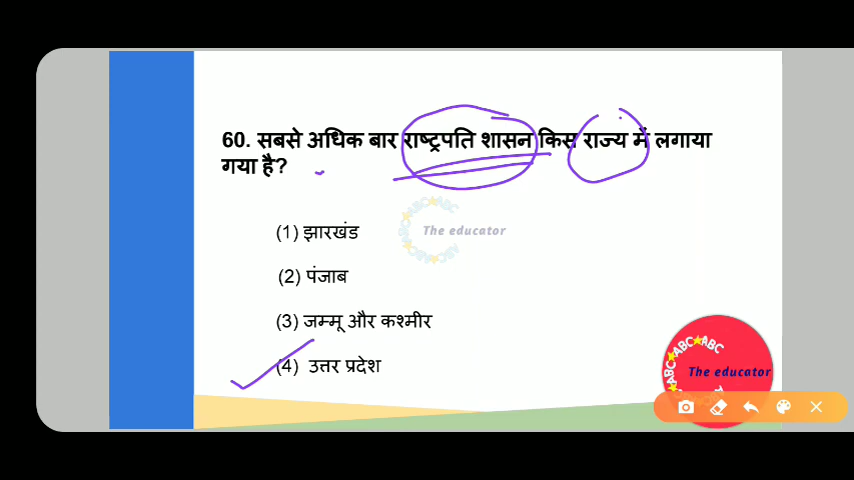 60. सबसे अधिक बार राष्ट्रपति शासन किस राज्य में लगाया
गया है?
The educator
(1) झारखंड
(2) पंजाब
(3) जम्मू और कश्मीर
(4) उत्तर प्रदेश
ABC★ABC★ABC
The educator